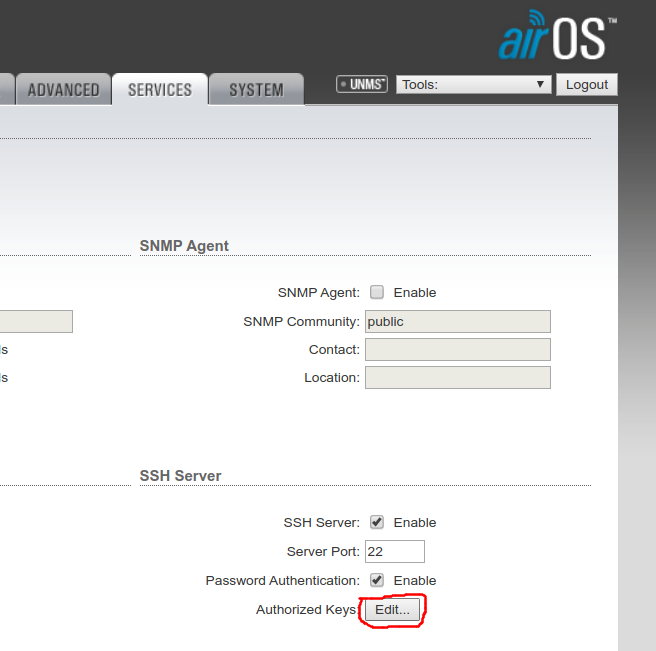 airOS™
ADVANCED SERVICES SYSTEM UNMS™ Tools: Logout
SNMP Agent
SNMP Agent: Enable
SNMP Community: public
Contact:
Location:
SSH Server
SSH Server: Enable
Server Port: 22
Password Authentication: Enable
Authorized Keys: Edit...